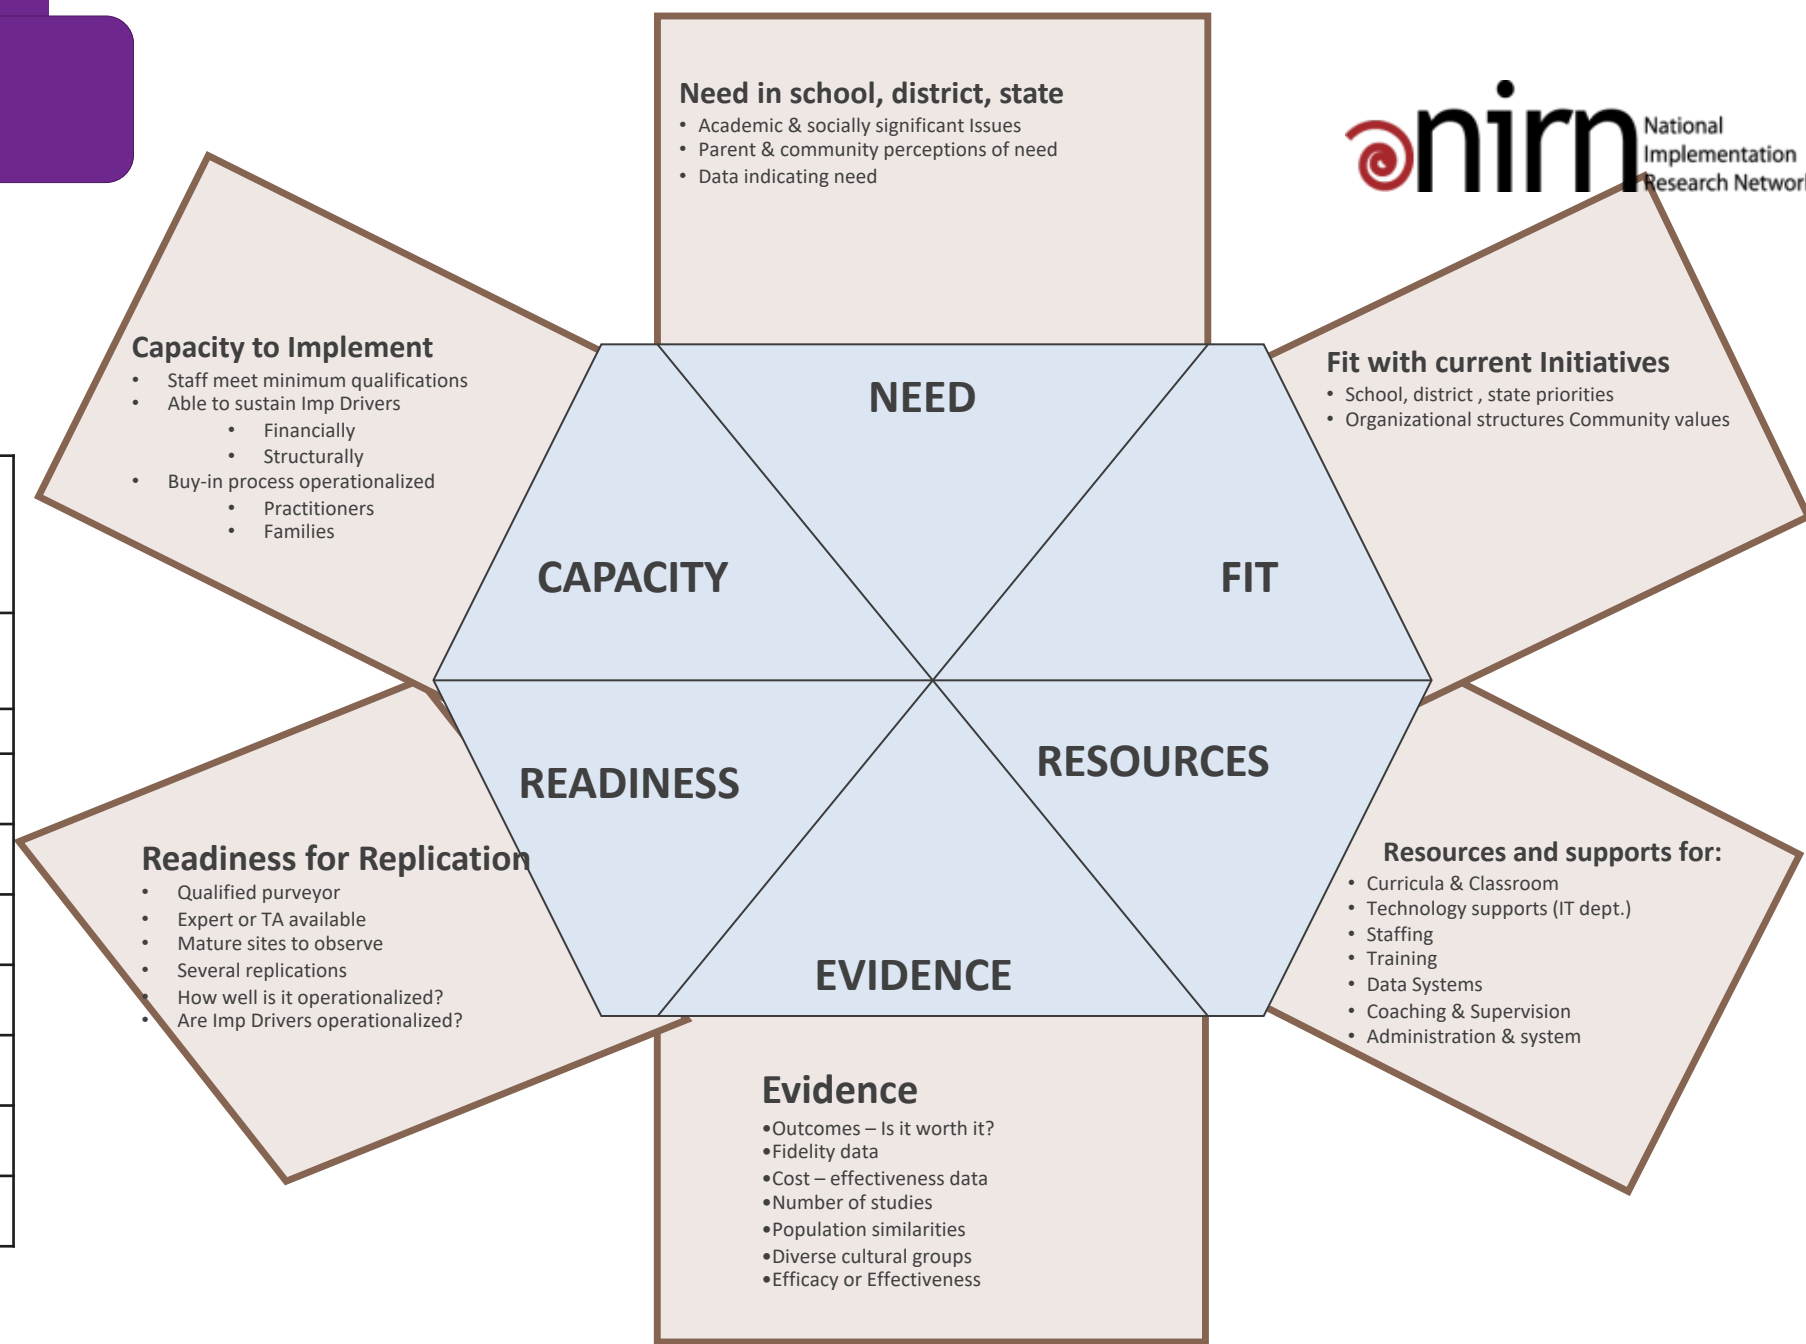 Need in school, district, state
• Academic & socially significant Issues
• Parent & community perceptions of need
• Data indicating need
nirn
National
Implementation
Research Network
Capacity to Implement
• Staff meet minimum qualifications
• Able to sustain Imp Drivers
• Financially
• Structurally
• Buy-in process operationalized
• Practitioners
• Families
Fit with current Initiatives
• School, district , state priorities
• Organizational structures Community values
NEED
CAPACITY
FIT
READINESS
RESOURCES
EVIDENCE
Readiness for Replication
• Qualified purveyor
• Expert or TA available
• Mature sites to observe
• Several replications
• How well is it operationalized?
• Are Imp Drivers operationalized?
Resources and supports for:
• Curricula & Classroom
• Technology supports (IT dept.)
• Staffing
• Training
• Data Systems
• Coaching & Supervision
• Administration & system
Evidence
•Outcomes – Is it worth it?
•Fidelity data
•Cost – effectiveness data
•Number of studies
•Population similarities
•Diverse cultural groups
•Efficacy or Effectiveness